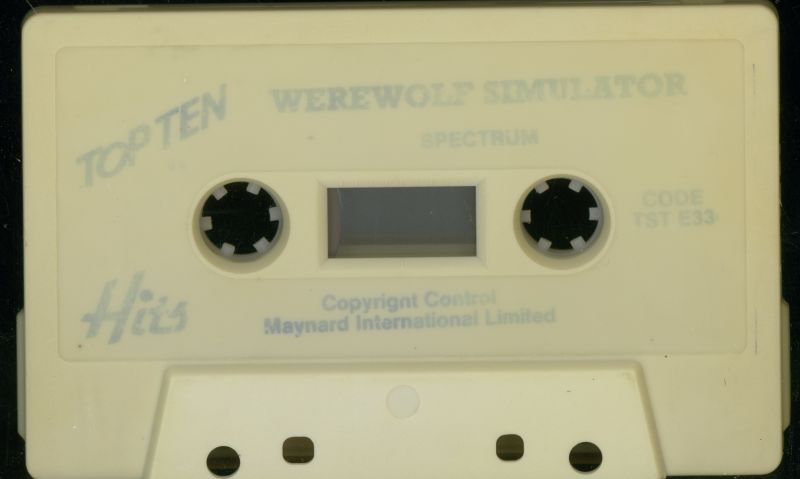 TOP TEN
WEREWOLF SIMULATOR
SPECTRUM
CODE
TST E33
Hits
Copyright Control
Maynard International Limited